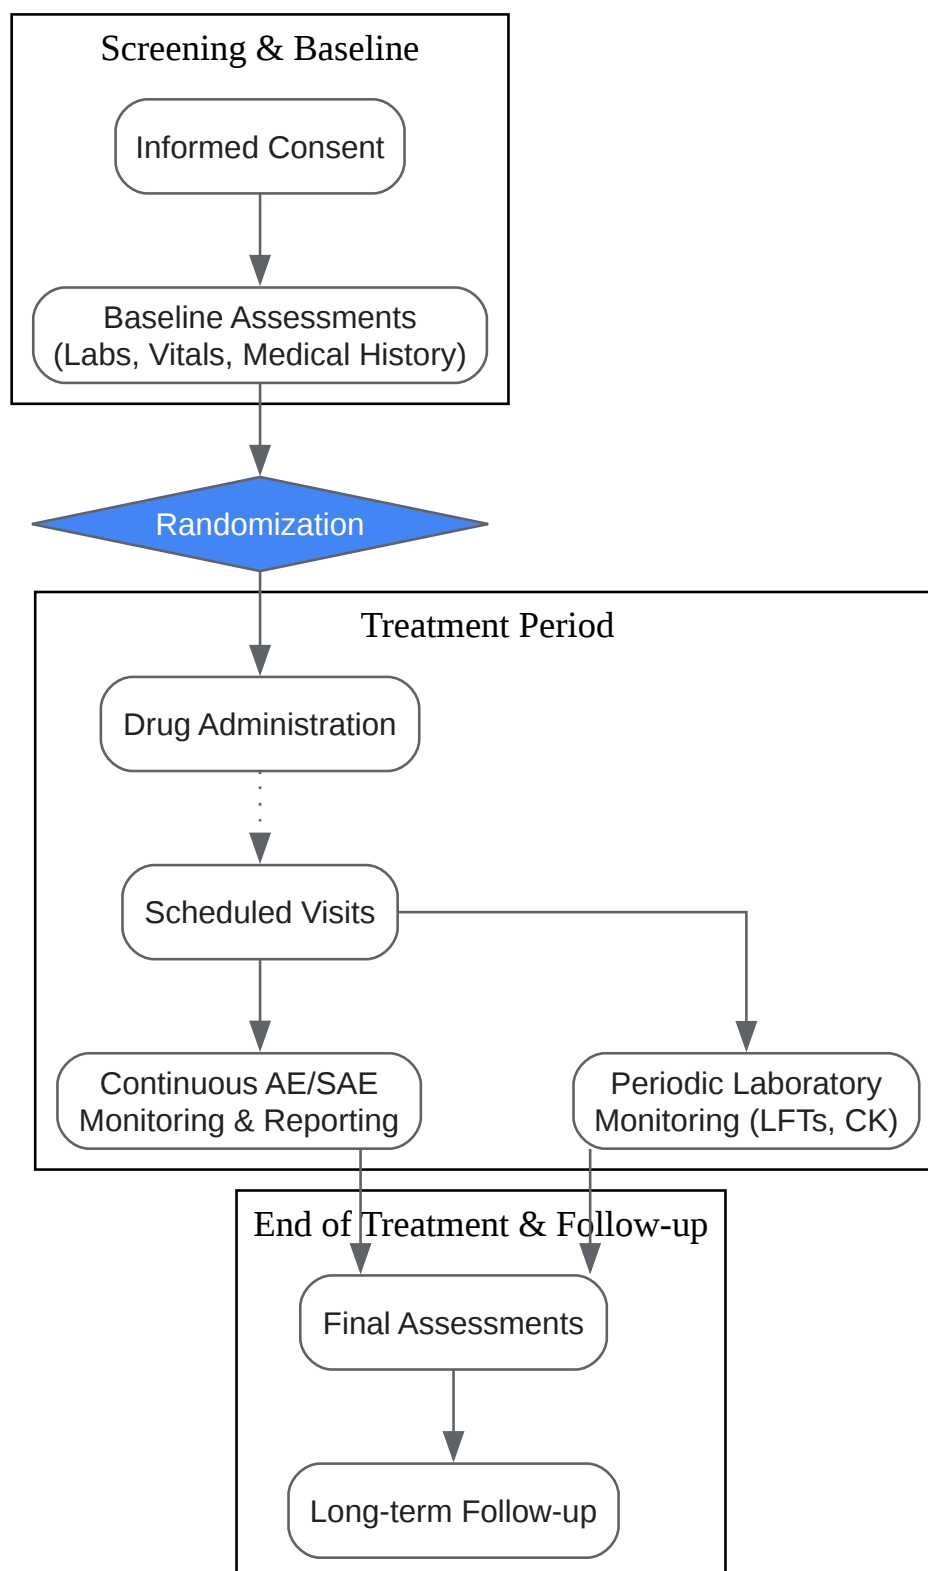 Screening & Baseline
Informed Consent
Baseline Assessments
(Labs, Vitals, Medical History)
Randomization
Treatment Period
Drug Administration
Scheduled Visits
Continuous AE/SAE
Monitoring & Reporting
Periodic Laboratory
Monitoring (LFTs, CK)
End of Treatment & Follow-up
Final Assessments
Long-term Follow-up